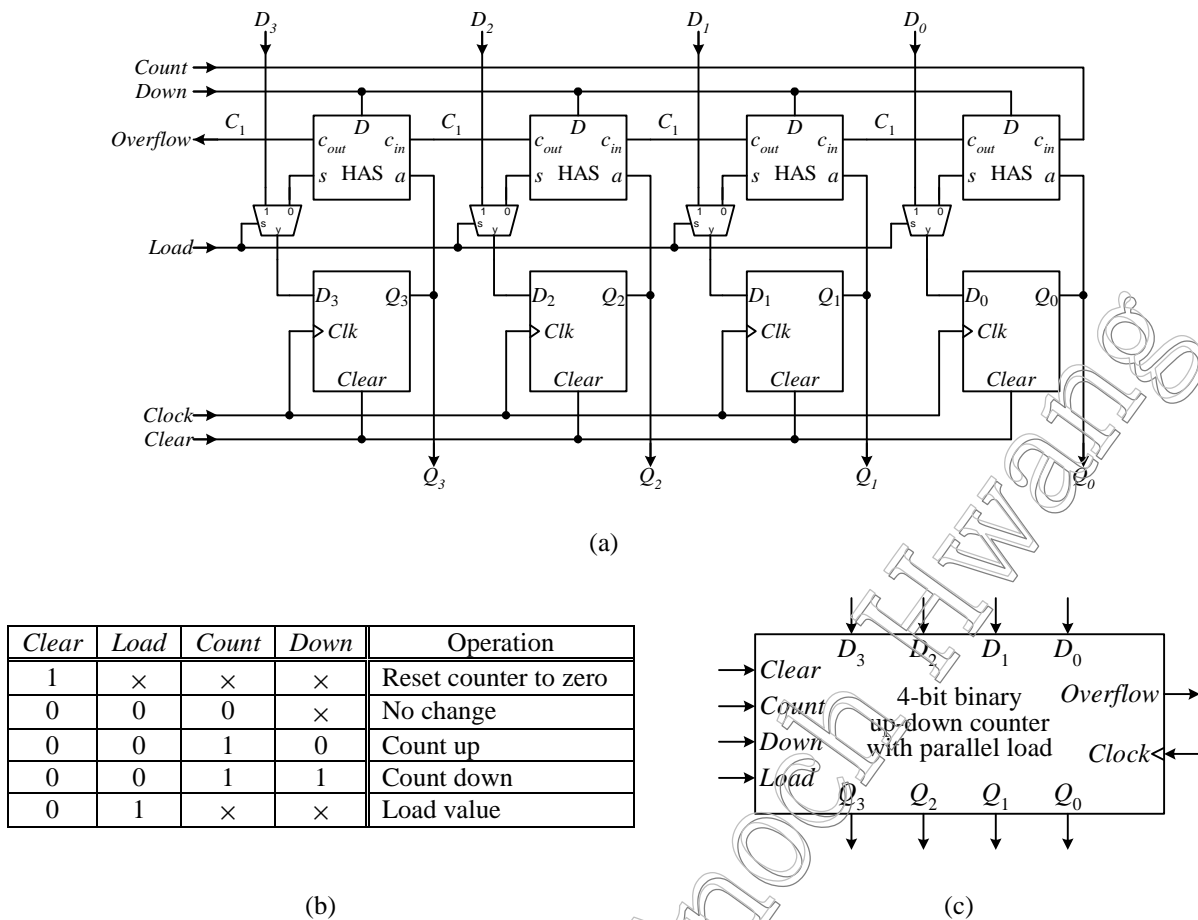 D3 D2 D1 D0
Count
Down
Overflow C1 C1 C1 C1
D D D D
cout cin cout cin cout cin cout cin
s HAS a s HAS a s HAS a s HAS a
1 0 1 0 1 0 1 0
s s s s
y y y y
Load
D3 Q3 D2 Q2 D1 Q1 D0 Q0
Clk Clk Clk Clk
Clear Clear Clear Clear
Clock
Clear
Q3 Q2 Q1 Q0
(a)
Clear Load Count Down Operation
1 × × × Reset counter to zero
0 0 0 × No change
0 0 1 0 Count up
0 0 1 1 Count down
0 1 × × Load value
(b)
D3 D2 D1 D0
Clear
Count
Down
Load
4-bit binary
up-down counter
with parallel load
Overflow
Clock
Q3 Q2 Q1 Q0
(c)
Hwang